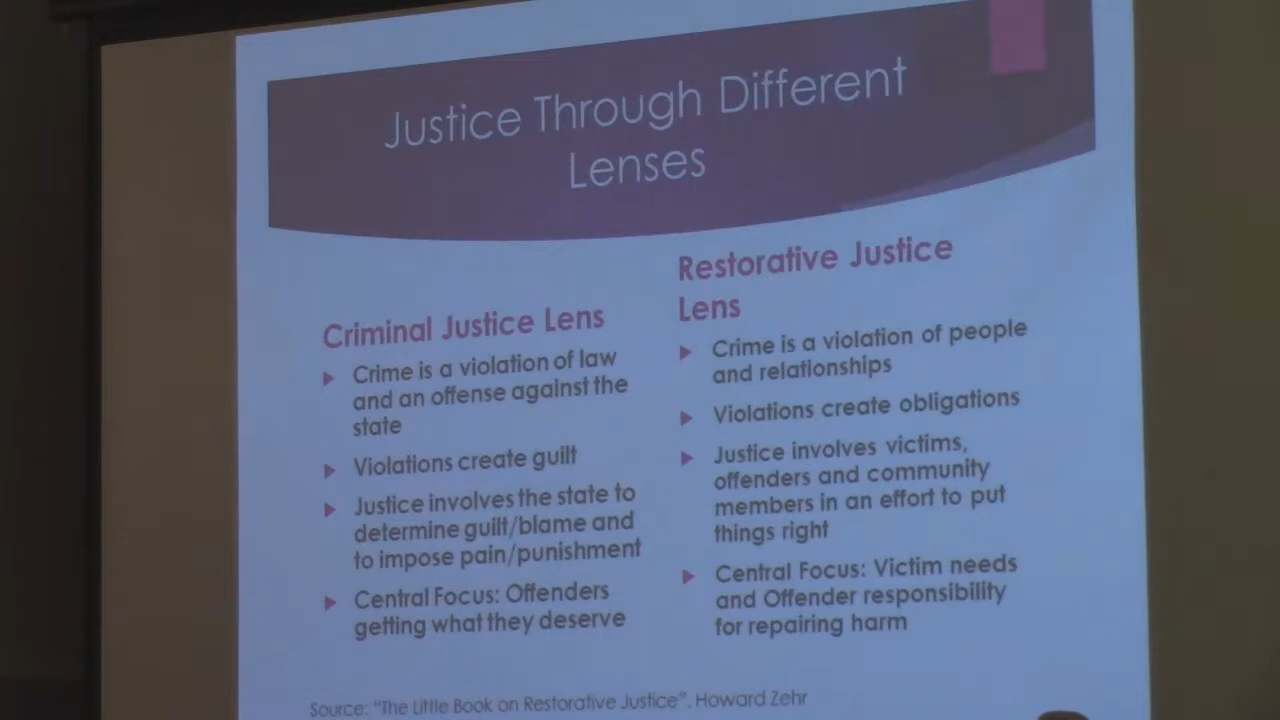 Justice Through Different
Lenses
Criminal Justice Lens
Crime is a violation of law
and an offense against the
state
Violations create guilt
Justice involves the state to
determine guilt/blame and
to impose pain/punishment
Central Focus: Offenders
getting what they deserve
Restorative Justice
Lens
Crime is a violation of people
and relationships
Violations create obligations
Justice involves victims,
offenders and community
members in an effort to put
things right
Central Focus: Victim needs
and Offender responsibility
for repairing harm
Source: "The Little Book on Restorative Justice". Howard Zehr